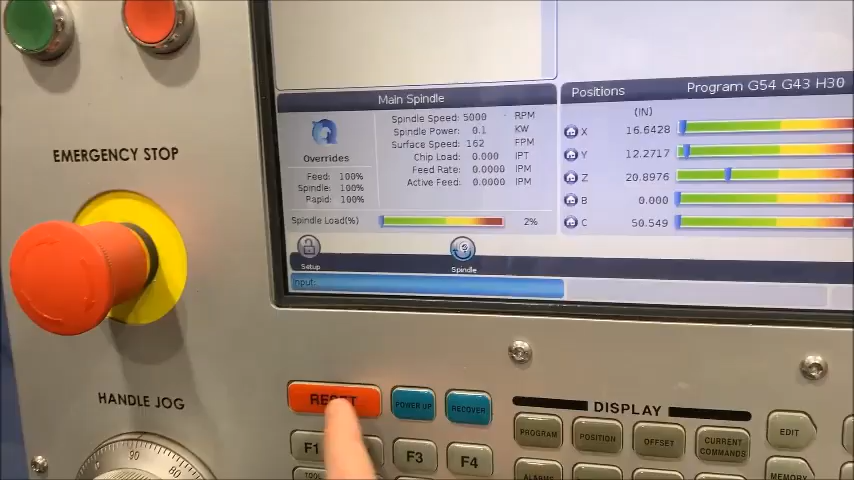 Main Spindle
Spindle Speed: 5000 RPM
Spindle Power: 0.1 KW
Surface Speed: 162 FPM
Chip Load: 0.000 IPT
Feed Rate: 0.0000 IPM
Active Feed: 0.0000 IPM
Overrides
Feed: 100%
Spindle: 100%
Rapid: 100%
Spindle Load(%) 2%
Setup
Spindle
Input:
Positions Program G54 G43 H30
(IN)
X 16.6428
Y 12.2717
Z 20.8976
B 0.000
C 50.549
EMERGENCY STOP
HANDLE JOG
90
80
RESET
POWER UP
RECOVER
F1
F3
F4
DISPLAY
PROGRAM
POSITION
OFFSET
CURRENT
COMMANDS
EDIT
ALARMS
MEMORY
TOOL